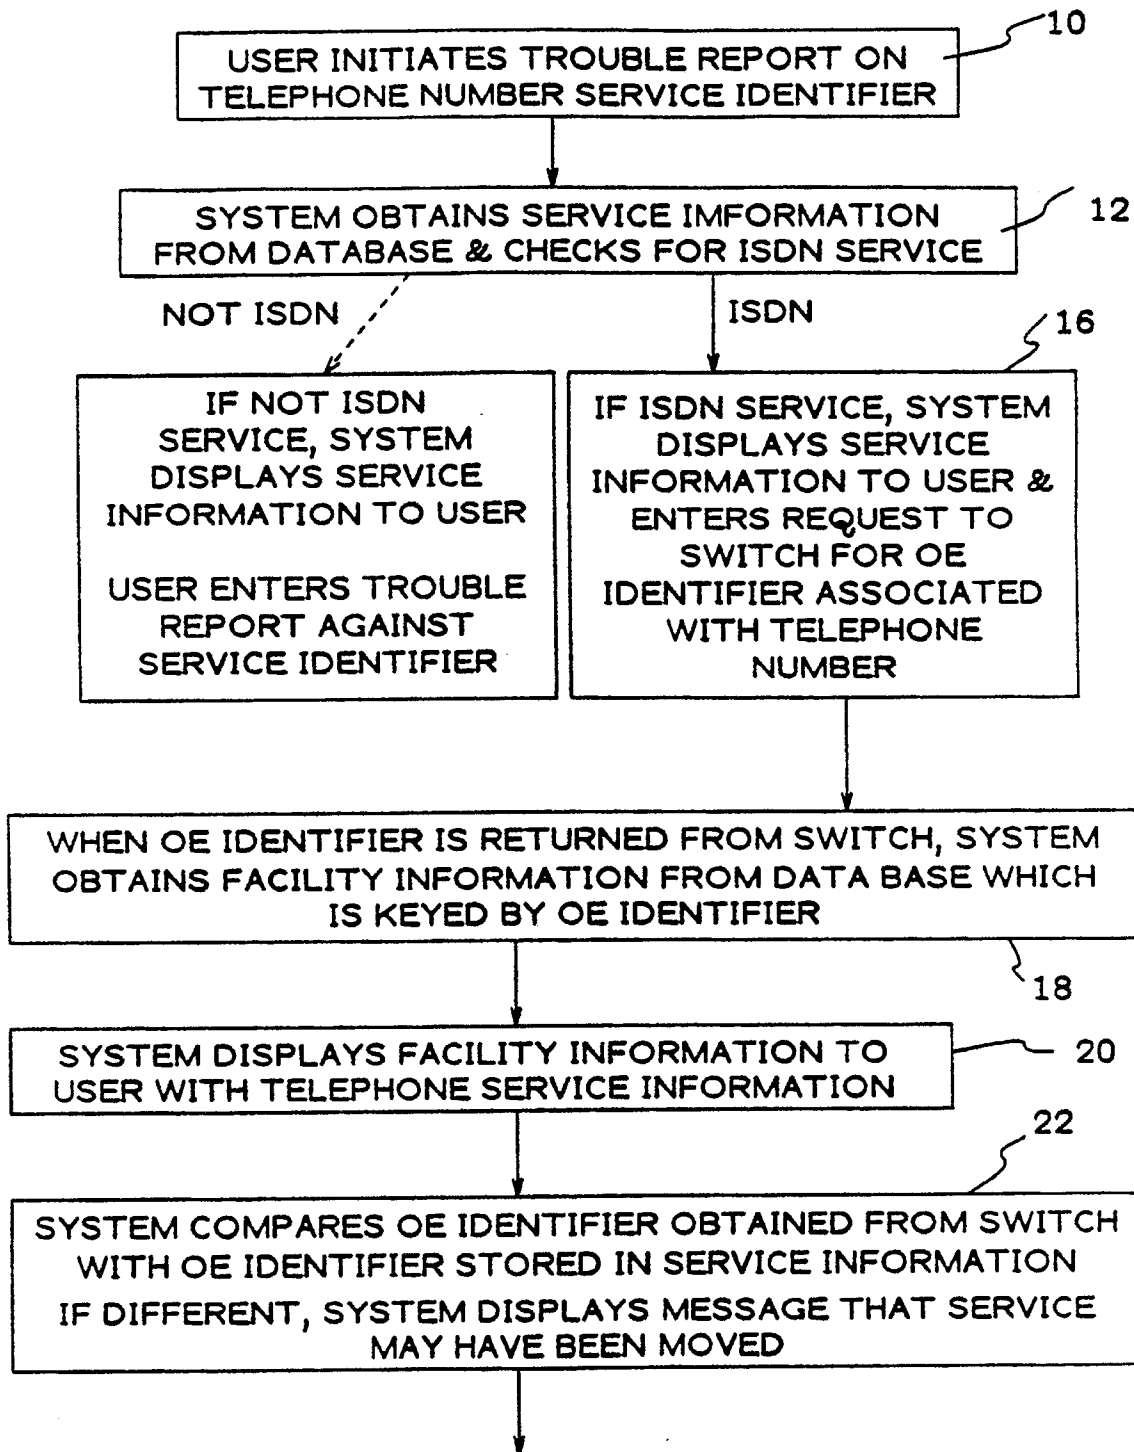 10
USER INITIATES TROUBLE REPORT ON
TELEPHONE NUMBER SERVICE IDENTIFIER
12
SYSTEM OBTAINS SERVICE IMFORMATION
FROM DATABASE & CHECKS FOR ISDN SERVICE
NOT ISDN
ISDN
IF NOT ISDN
SERVICE, SYSTEM
DISPLAYS SERVICE
INFORMATION TO USER
USER ENTERS TROUBLE
REPORT AGAINST
SERVICE IDENTIFIER
16
IF ISDN SERVICE, SYSTEM
DISPLAYS SERVICE
INFORMATION TO USER &
ENTERS REQUEST TO
SWITCH FOR OE
IDENTIFIER ASSOCIATED
WITH TELEPHONE
NUMBER
WHEN OE IDENTIFIER IS RETURNED FROM SWITCH, SYSTEM
OBTAINS FACILITY INFORMATION FROM DATA BASE WHICH
IS KEYED BY OE IDENTIFIER
18
SYSTEM DISPLAYS FACILITY INFORMATION TO
USER WITH TELEPHONE SERVICE INFORMATION
20
22
SYSTEM COMPARES OE IDENTIFIER OBTAINED FROM SWITCH
WITH OE IDENTIFIER STORED IN SERVICE INFORMATION
IF DIFFERENT, SYSTEM DISPLAYS MESSAGE THAT SERVICE
MAY HAVE BEEN MOVED